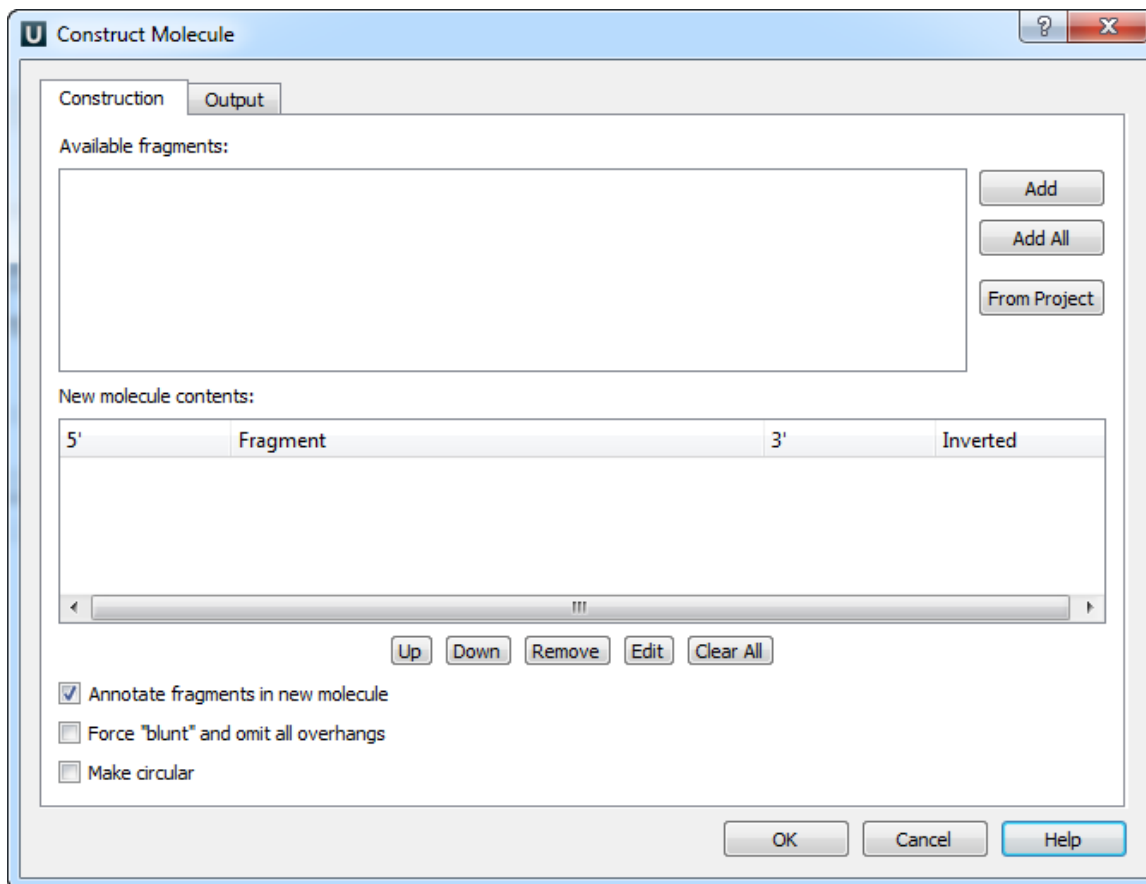 U Construct Molecule ? X
Construction Output
Available fragments:
Add
Add All
From Project
New molecule contents:
5' Fragment 3' Inverted
Up Down Remove Edit Clear All
Annotate fragments in new molecule
Force "blunt" and omit all overhangs
Make circular
OK Cancel Help